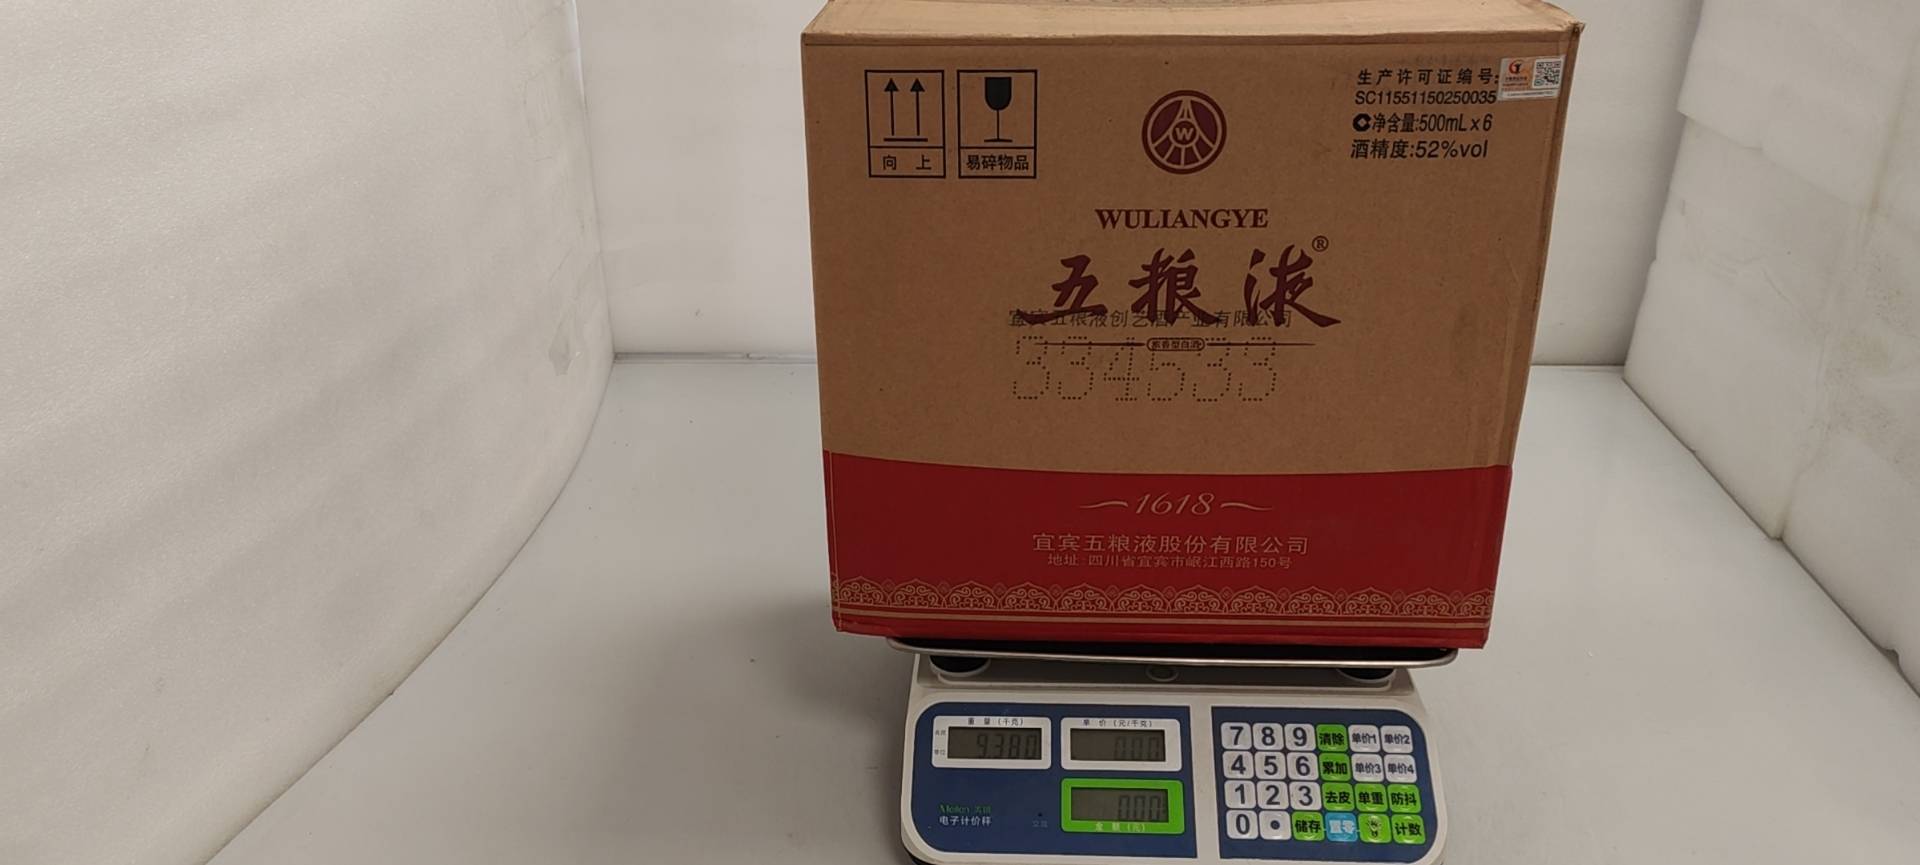 向 上
易碎物品
生产许可证编号:
SC11551150250035
净含量:500mL×6
酒精度:52%vol
W
WULIANGYE
五粮液®
宜宾五粮液创艺酒产业有限公司
浓香型白酒
334533
1618
宜宾五粮液股份有限公司
地址:四川省宜宾市岷江西路150号
重 量(千克)
单 价(元/千克)
9.380
0.00
0.00
金 额(元)
电子计价秤
7 8 9 清除 单价1 单价2
4 5 6 累加 单价3 单价4
1 2 3 去皮 单重 防抖
0 • 储存 置零 计数